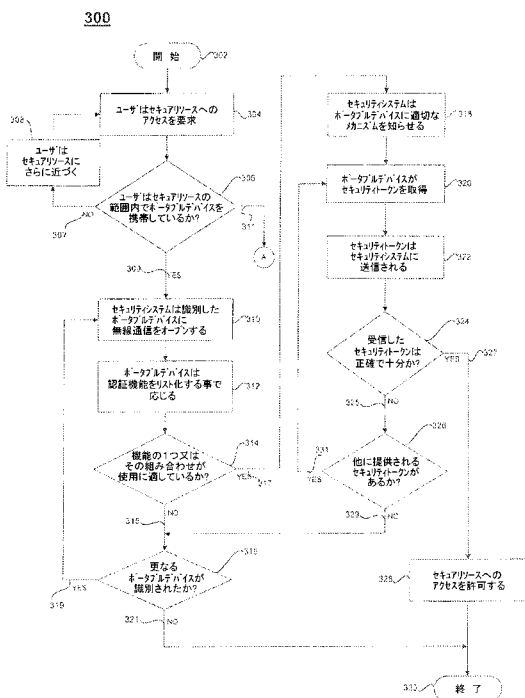 300
開始
302
ユーザはセキュアリソースへの
アクセスを要求
304
308
ユーザは
セキュアリソースに
さらに近づく
306
ユーザはセキュアリソースの
範囲内でポータブルデバイスを
携帯しているか?
NO
307
311
A
309
YES
セキュリティシステムは識別した
ポータブルデバイスに
無線通信をオープンする
310
ポータブルデバイスは
認証機能をリスト化する事で
応じる
312
機能の1つ又は
その組み合わせが
使用に適しているか?
314
YES
317
NO
315
更なる
ポータブルデバイスが
識別されたか?
316
YES
319
321
NO
セキュリティシステムは
ポータブルデバイスに適切な
メカニズムを知らせる
318
ポータブルデバイスが
セキュリティトークンを取得
320
セキュリティトークンは
セキュリティシステムに
送信される
322
受信した
セキュリティトークンは
正確で十分か?
324
YES
327
325
NO
他に提供される
セキュリティトークンが
あるか?
326
331
YES
329
NO
セキュアリソースへの
アクセスを許可する
328
330
終了